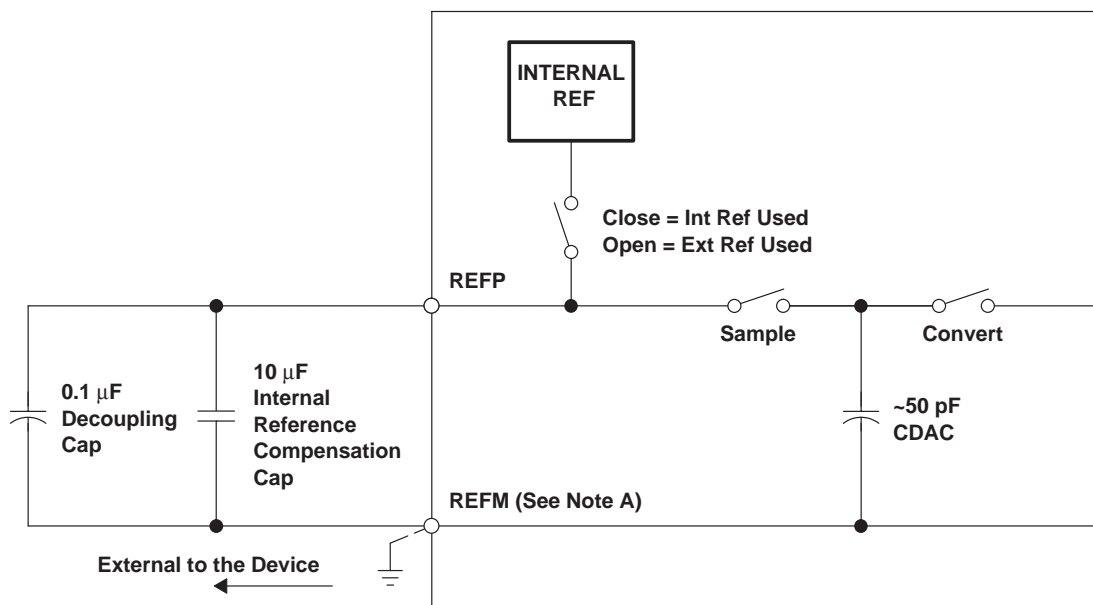 INTERNAL
REF
Close = Int Ref Used
Open = Ext Ref Used
REFP
Sample
Convert
0.1 μF
Decoupling
Cap
10 μF
Internal
Reference
Compensation
Cap
~50 pF
CDAC
REFM (See Note A)
External to the Device